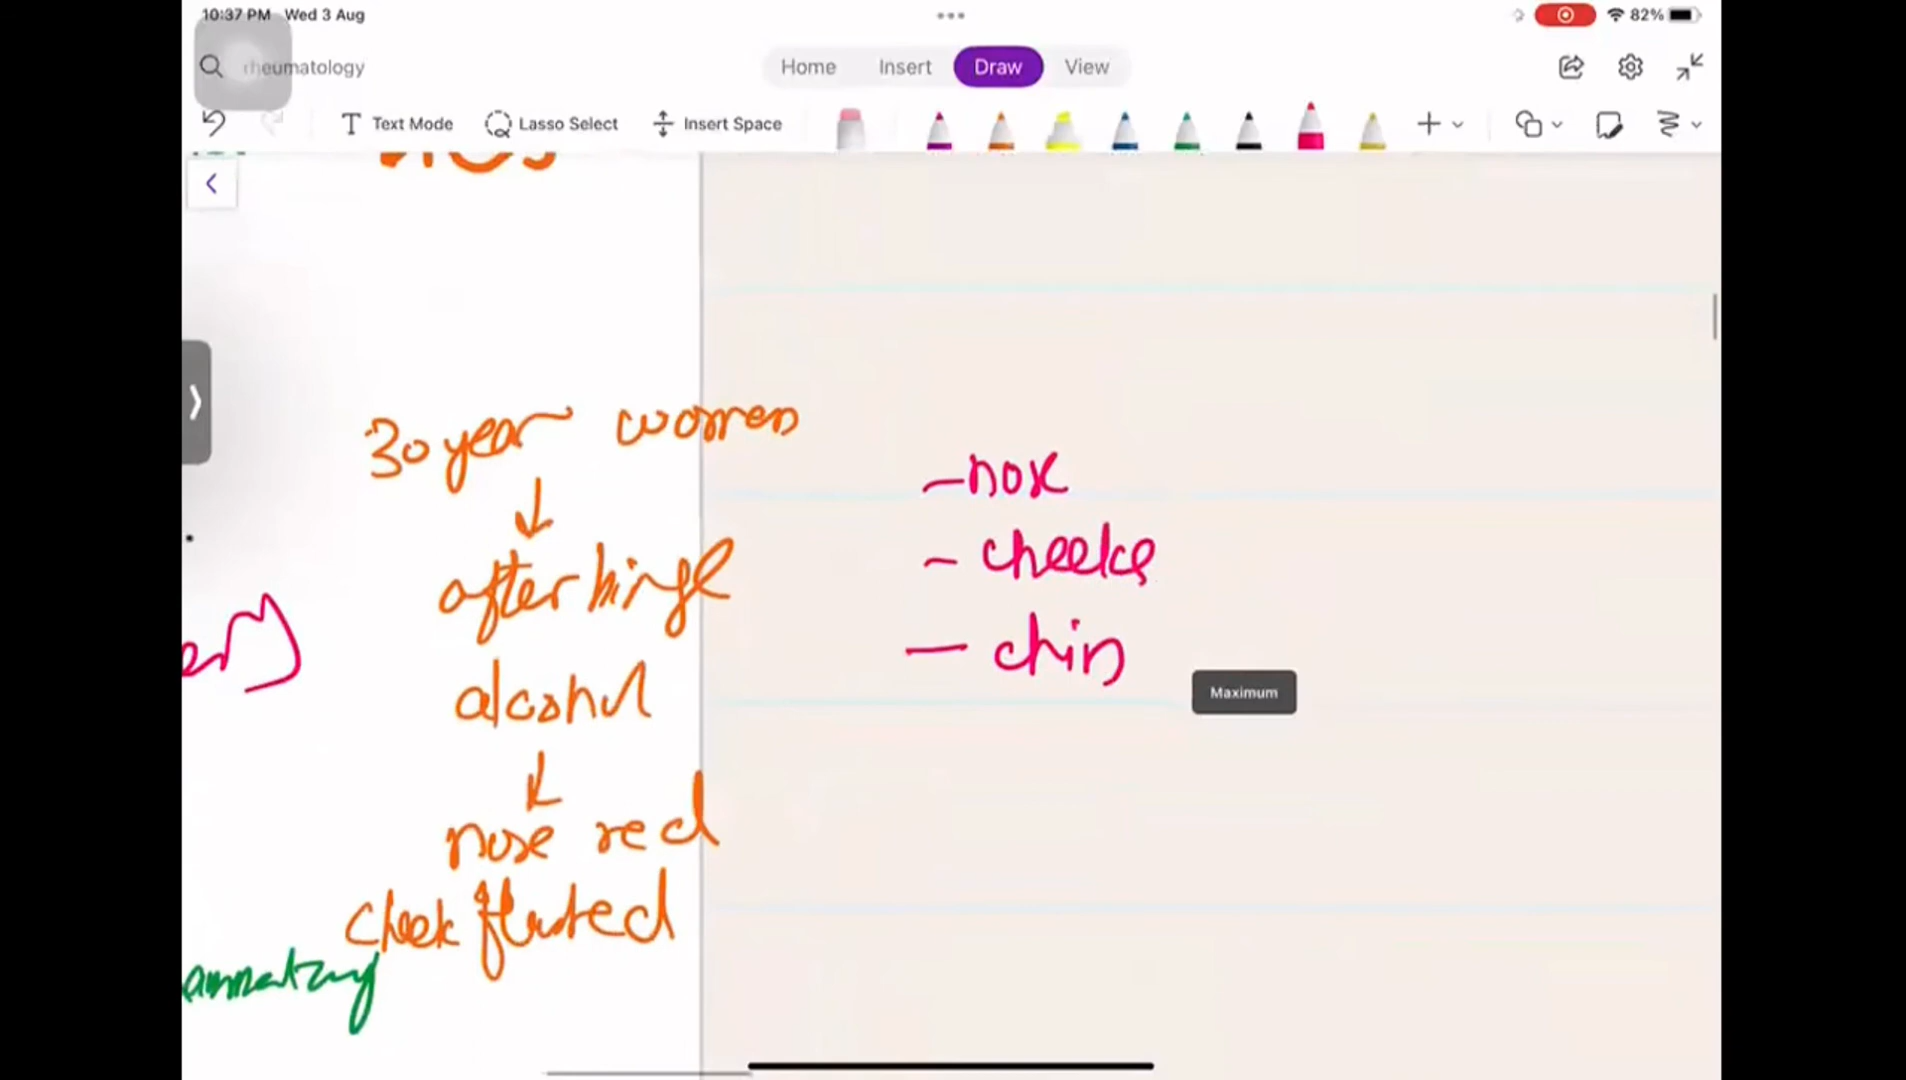 10:37 PM Wed 3 Aug
82%
rheumatology
Home Insert Draw View
Text Mode Lasso Select Insert Space
30 year women
after binge
alcohol
nose red
cheek flushed
- nose
- cheeks
- chin
Maximum